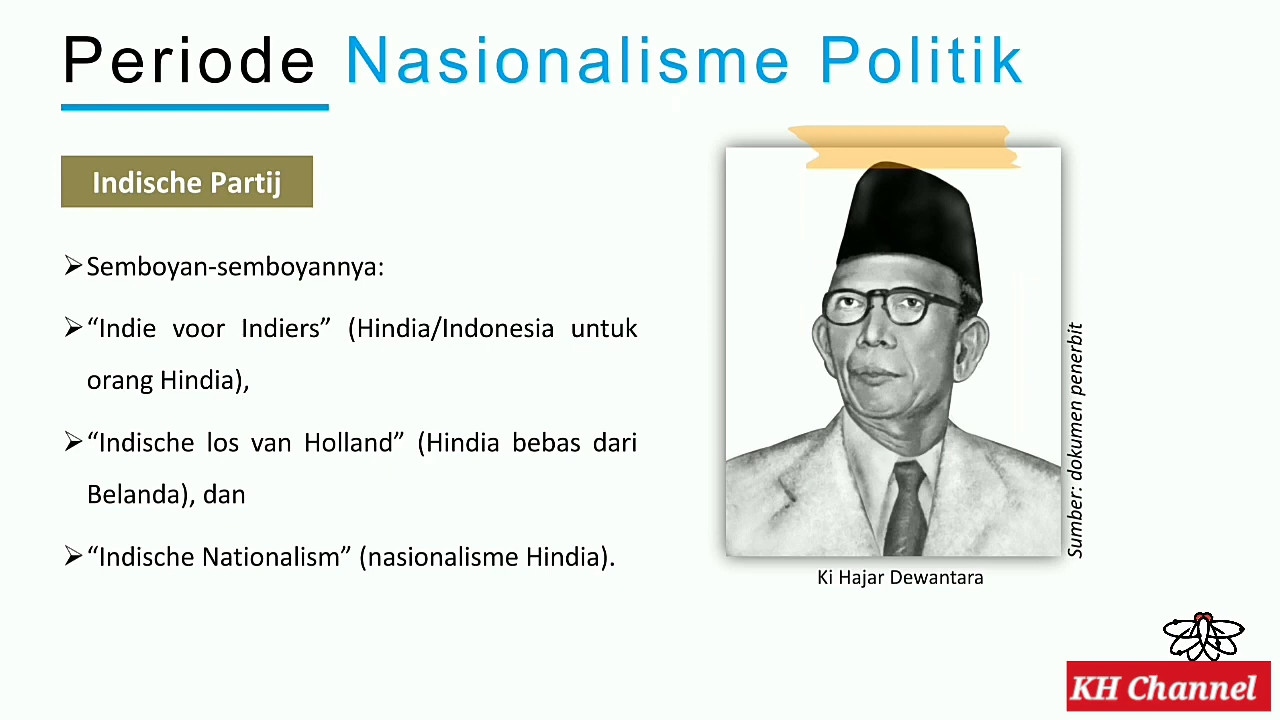 Periode Nasionalisme Politik
Indische Partij
Semboyan-semboyannya:
“Indie voor Indiers” (Hindia/Indonesia untuk
orang Hindia),
“Indische los van Holland” (Hindia bebas dari
Belanda), dan
“Indische Nationalism” (nasionalisme Hindia).
Sumber: dokumen penerbit
Ki Hajar Dewantara
KH Channel